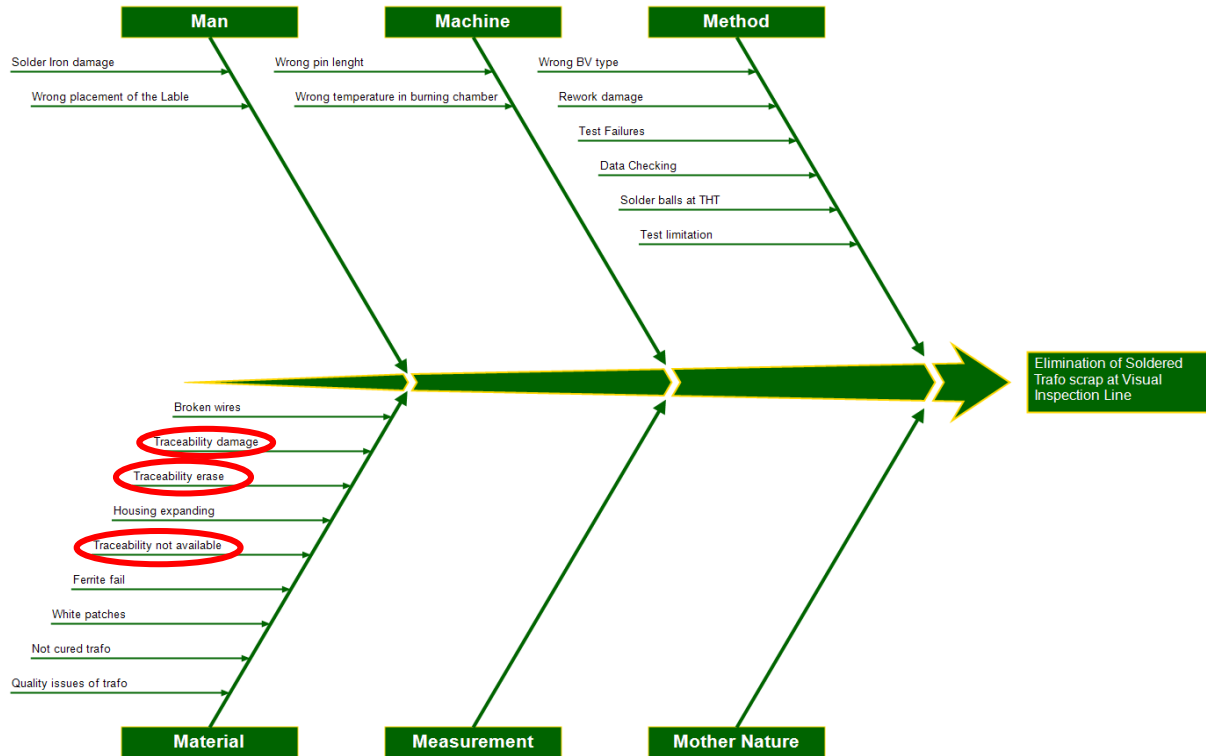 Man
Machine
Method
Solder Iron damage
Wrong placement of the Lable
Wrong pin lenght
Wrong temperature in burning chamber
Wrong BV type
Rework damage
Test Failures
Data Checking
Solder balls at THT
Test limitation
Elimination of Soldered
Trafo scrap at Visual
Inspection Line
Broken wires
Traceability damage
Traceability erase
Housing expanding
Traceability not available
Ferrite fail
White patches
Not cured trafo
Quality issues of trafo
Material
Measurement
Mother Nature